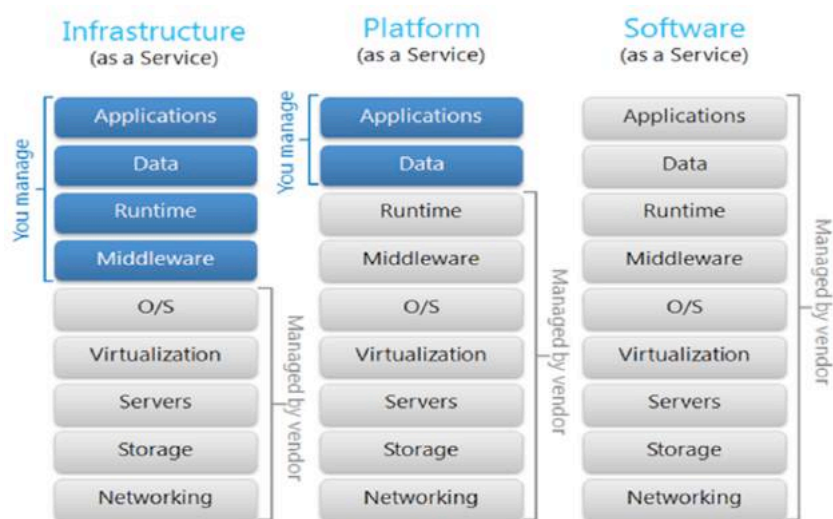 Infrastructure
(as a Service)
Platform
(as a Service)
Software
(as a Service)
You manage
Applications
Data
Runtime
Middleware
O/S
Virtualization
Servers
Storage
Networking
Managed by vendor
You manage
Applications
Data
Runtime
Middleware
O/S
Virtualization
Servers
Storage
Networking
Managed by vendor
Applications
Data
Runtime
Middleware
O/S
Virtualization
Servers
Storage
Networking
Managed by vendor